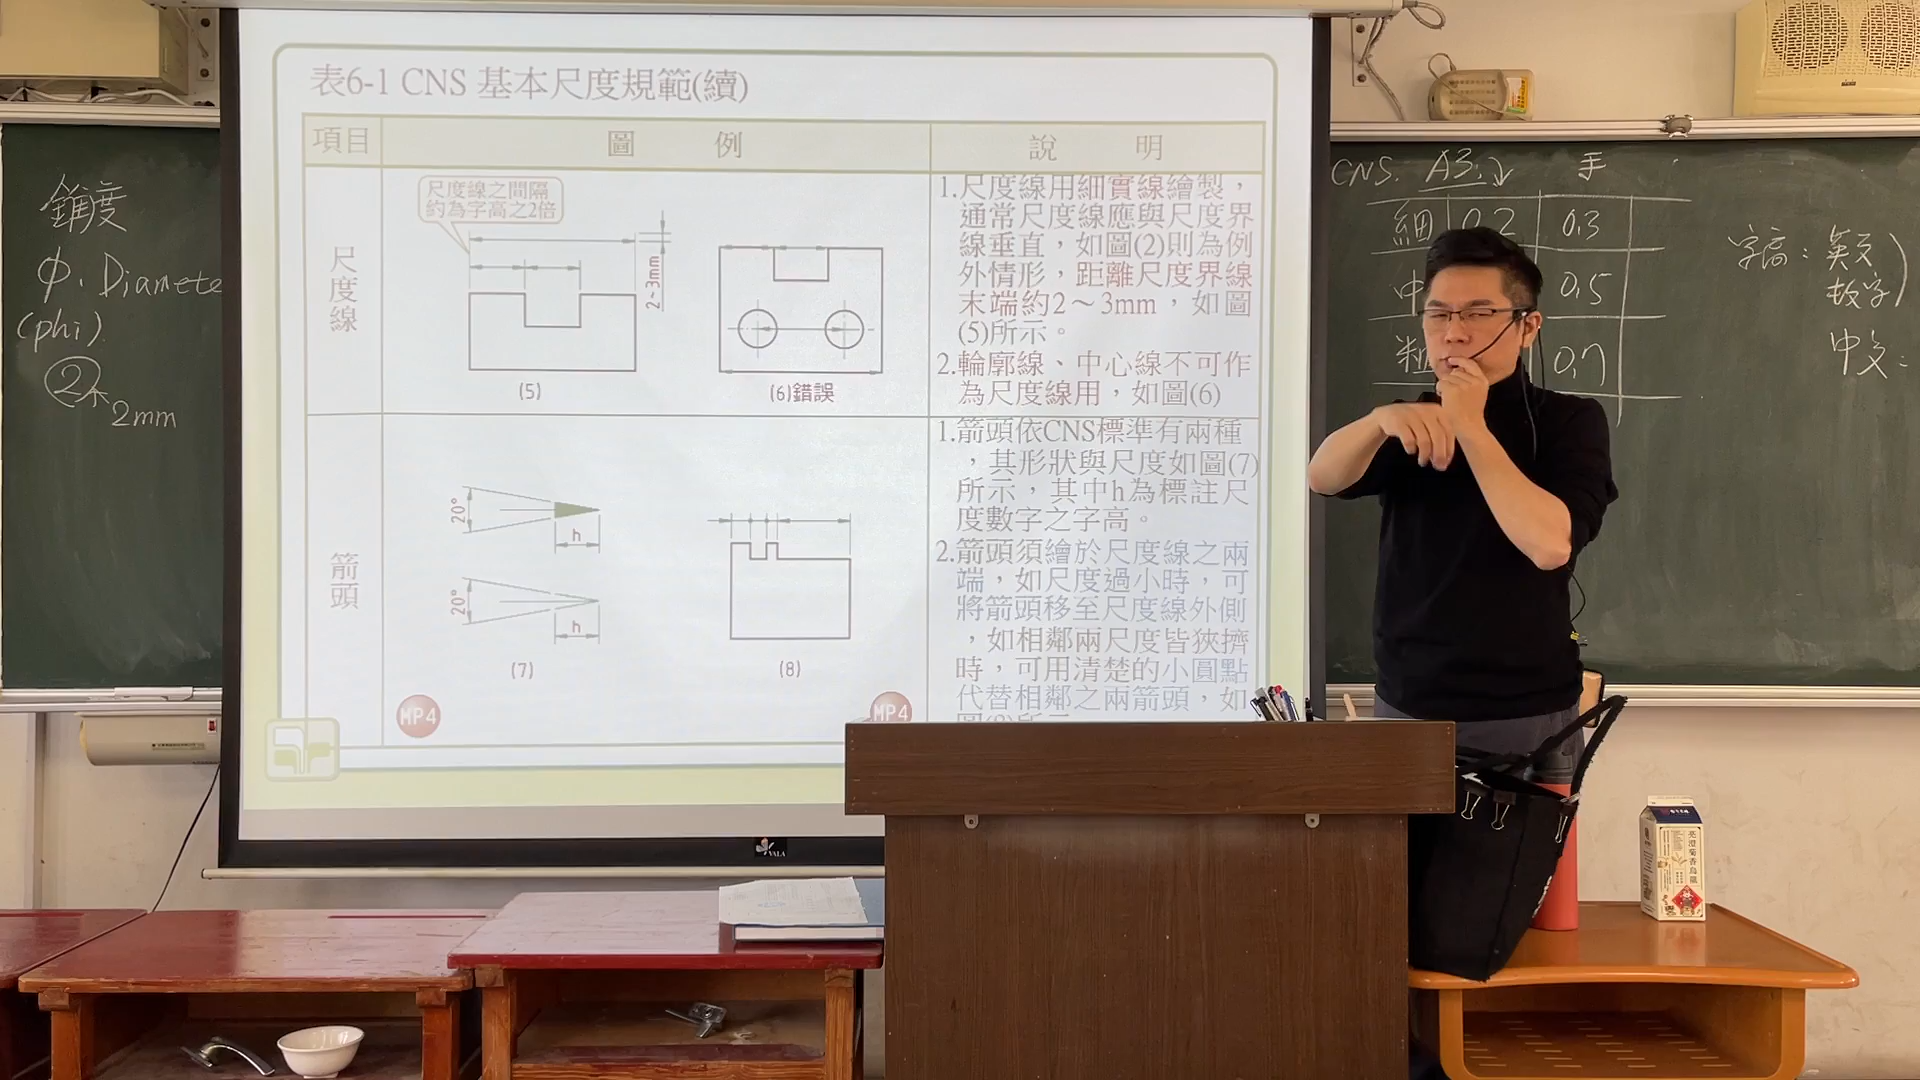 錐度
Φ. Diamete
(phi).
2
2mm
表6-1 CNS 基本尺度規範(續)
項目 圖 例 說 明
尺度線
尺度線之間隔
約為字高之2倍
2~3mm
(5)
(6)錯誤
1.尺度線用細實線繪製，
通常尺度線應與尺度界
線垂直，如圖(2)則為例
外情形，距離尺度界線
末端約2～3mm，如圖
(5)所示。
2.輪廓線、中心線不可作
為尺度線用，如圖(6)
箭頭
20°
h
20°
h
(7)
(8)
MP4
MP4
1.箭頭依CNS標準有兩種
，其形狀與尺度如圖(7)
所示，其中h為標註尺
度數字之字高。
2.箭頭須繪於尺度線之兩
端，如尺度過小時，可
將箭頭移至尺度線外側
，如相鄰兩尺度皆狹擠
時，可用清楚的小圓點
代替相鄰之兩箭頭，如
VALA
CNS. A3 手
細 0.2 0.3
中 0.5
粗 0.7
字高：英文
數字
中文：